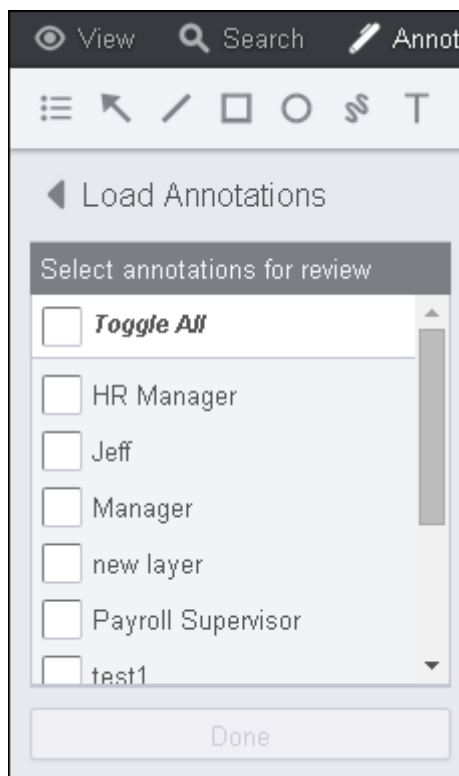 View Search Annot
T
Load Annotations
Select annotations for review
Toggle All
HR Manager
Jeff
Manager
new layer
Payroll Supervisor
test1
Done